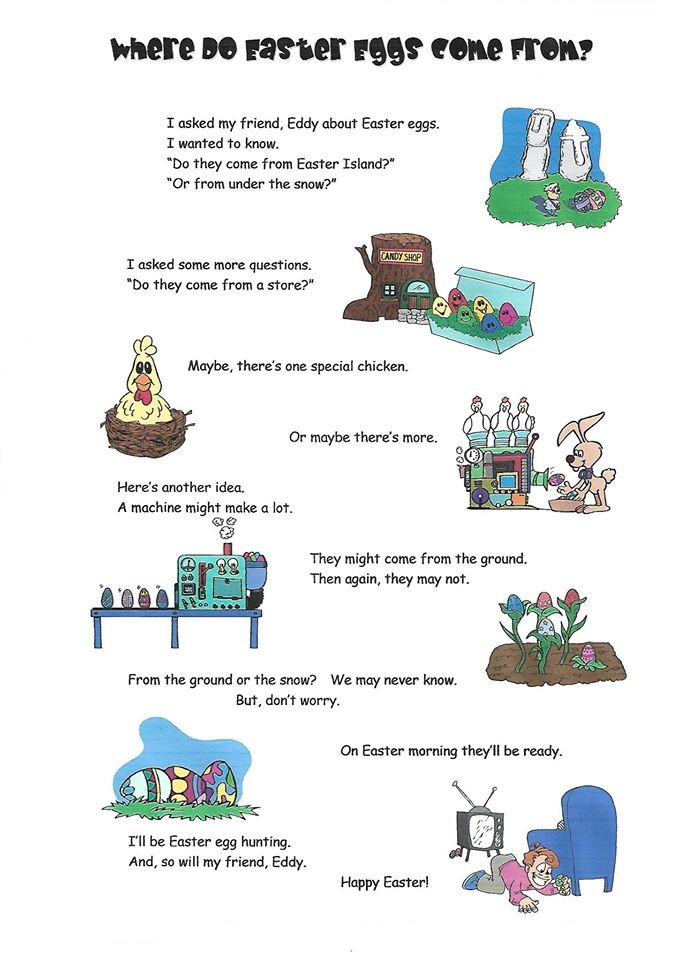 Where Do Easter Eggs Come From?
I asked my friend, Eddy about Easter eggs.
I wanted to know.
“Do they come from Easter Island?”
“Or from under the snow?”
CANDY SHOP
I asked some more questions.
“Do they come from a store?”
Maybe, there’s one special chicken.
Or maybe there’s more.
Here’s another idea.
A machine might make a lot.
They might come from the ground.
Then again, they may not.
From the ground or the snow? We may never know.
But, don’t worry.
On Easter morning they’ll be ready.
I’ll be Easter egg hunting.
And, so will my friend, Eddy.
Happy Easter!